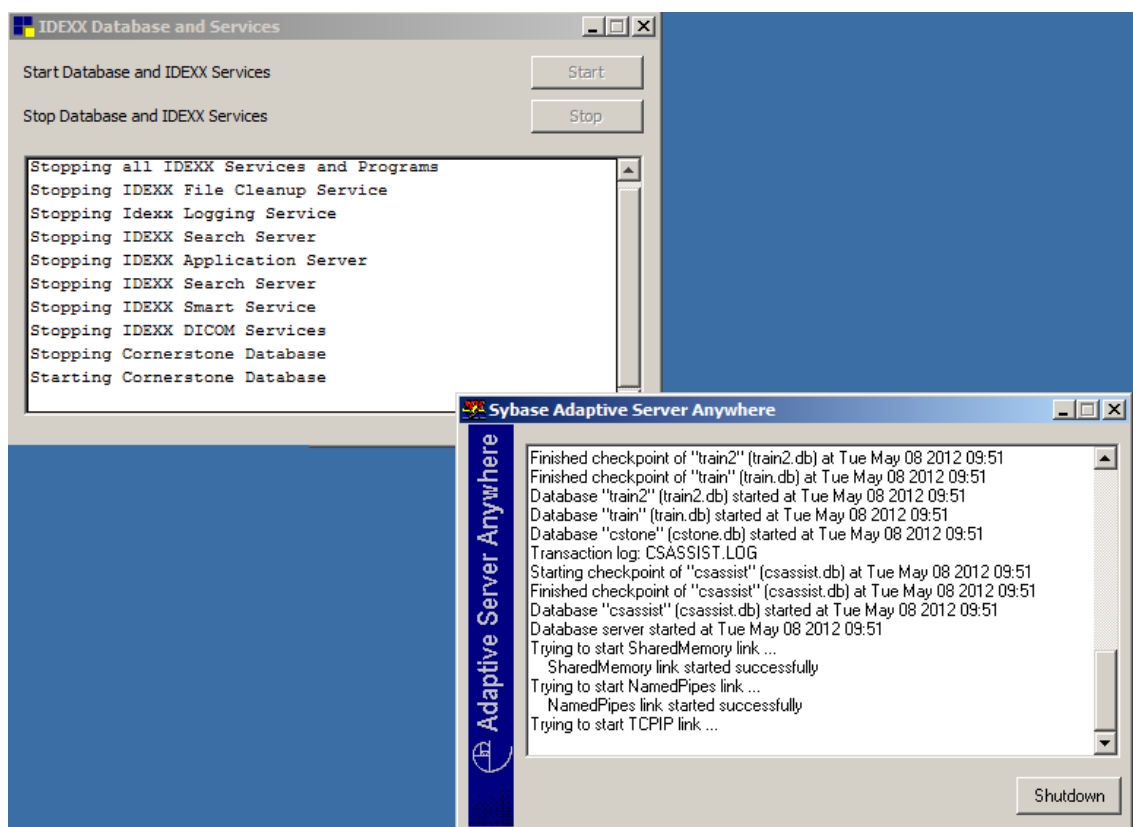 IDEXX Database and Services
Start Database and IDEXX Services
Start
Stop Database and IDEXX Services
Stop
Stopping all IDEXX Services and Programs
Stopping IDEXX File Cleanup Service
Stopping Idexx Logging Service
Stopping IDEXX Search Server
Stopping IDEXX Application Server
Stopping IDEXX Search Server
Stopping IDEXX Smart Service
Stopping IDEXX DICOM Services
Stopping Cornerstone Database
Starting Cornerstone Database
Sybase Adaptive Server Anywhere
Adaptive Server Anywhere
Finished checkpoint of "train2" (train2.db) at Tue May 08 2012 09:51
Finished checkpoint of "train" (train.db) at Tue May 08 2012 09:51
Database "train2" (train2.db) started at Tue May 08 2012 09:51
Database "train" (train.db) started at Tue May 08 2012 09:51
Database "cstone" (cstone.db) started at Tue May 08 2012 09:51
Transaction log: CSASSIST.LOG
Starting checkpoint of "csassist" (csassist.db) at Tue May 08 2012 09:51
Finished checkpoint of "csassist" (csassist.db) at Tue May 08 2012 09:51
Database "csassist" (csassist.db) started at Tue May 08 2012 09:51
Database server started at Tue May 08 2012 09:51
Trying to start SharedMemory link ...
SharedMemory link started successfully
Trying to start NamedPipes link ...
NamedPipes link started successfully
Trying to start TCPIP link ...
Shutdown